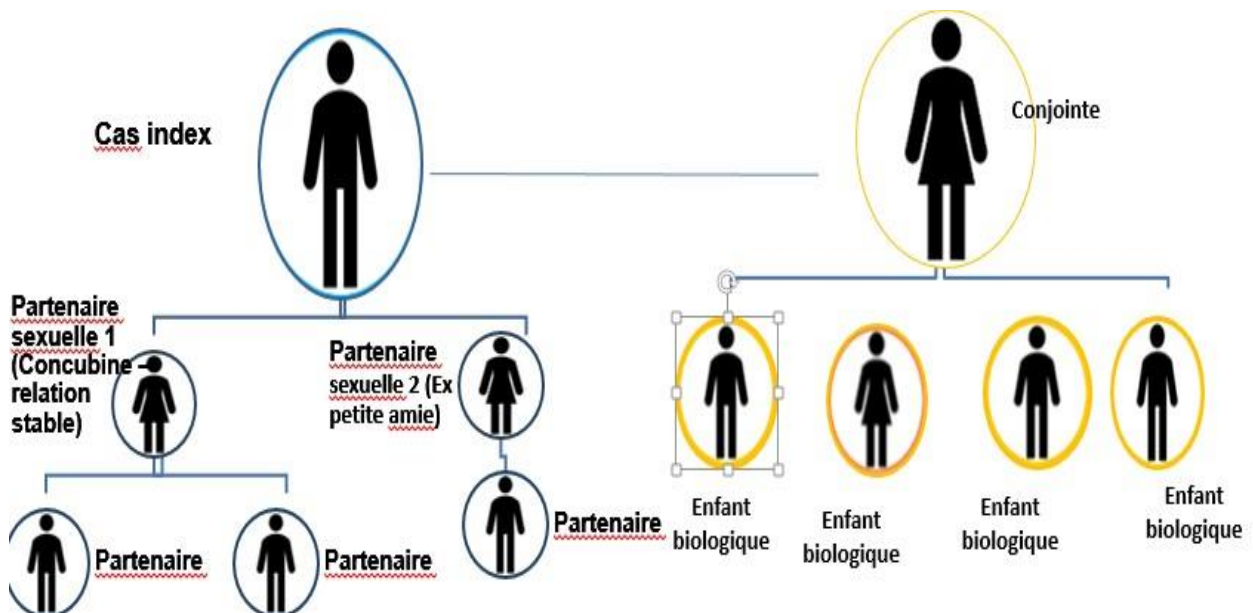 Cas index
Conjointe
Partenaire
sexuelle 1
(Concubine –
relation
stable)
Partenaire
sexuelle 2 (Ex
petite amie)
Partenaire
Partenaire
Partenaire
Enfant
biologique
Enfant
biologique
Enfant
biologique
Enfant
biologique